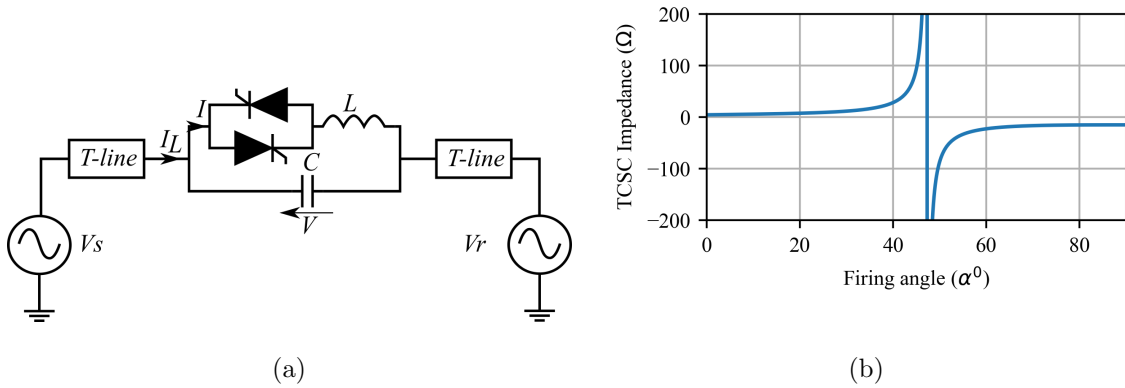 I
L
T-line
I_L
C
T-line
V
Vs
Vr
(a)
TCSC Impedance (Ω)
200
100
0
−100
−200
0
20
40
60
80
Firing angle (α⁰)
(b)